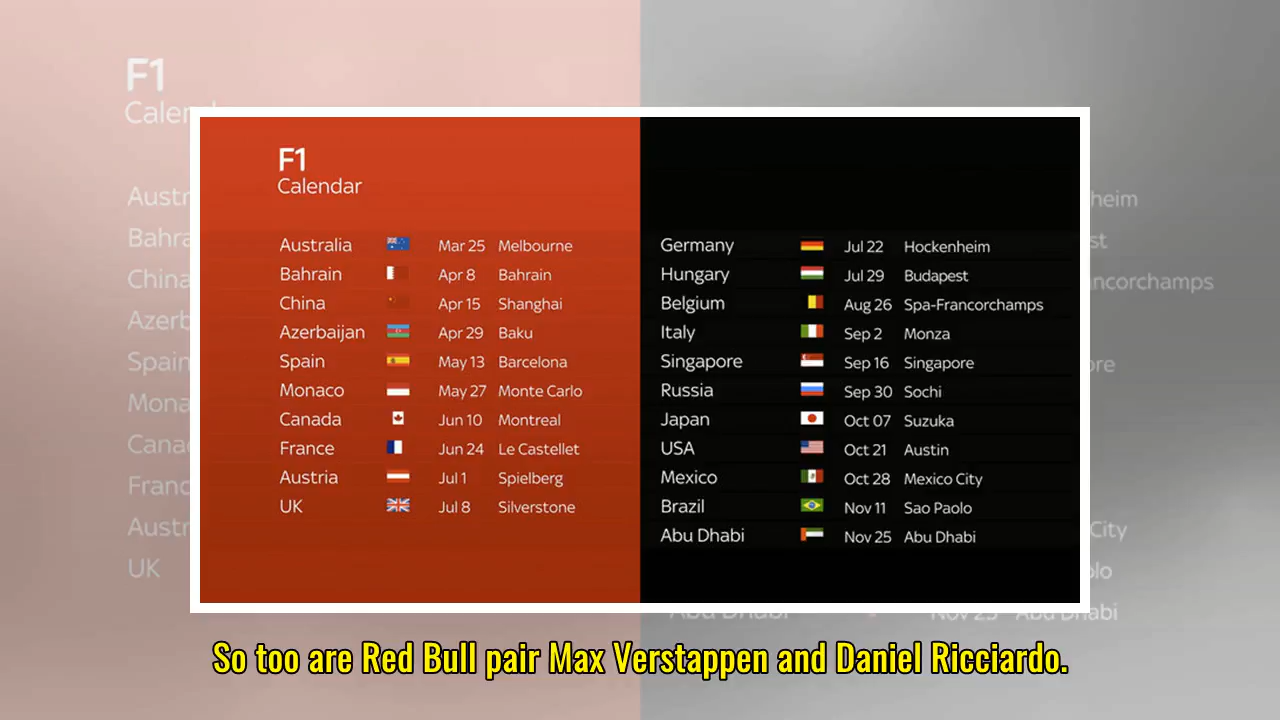 F1
Calendar
Australia Mar 25 Melbourne
Bahrain Apr 8 Bahrain
China Apr 15 Shanghai
Azerbaijan Apr 29 Baku
Spain May 13 Barcelona
Monaco May 27 Monte Carlo
Canada Jun 10 Montreal
France Jun 24 Le Castellet
Austria Jul 1 Spielberg
UK Jul 8 Silverstone
Germany Jul 22 Hockenheim
Hungary Jul 29 Budapest
Belgium Aug 26 Spa-Francorchamps
Italy Sep 2 Monza
Singapore Sep 16 Singapore
Russia Sep 30 Sochi
Japan Oct 07 Suzuka
USA Oct 21 Austin
Mexico Oct 28 Mexico City
Brazil Nov 11 Sao Paolo
Abu Dhabi Nov 25 Abu Dhabi
So too are Red Bull pair Max Verstappen and Daniel Ricciardo.